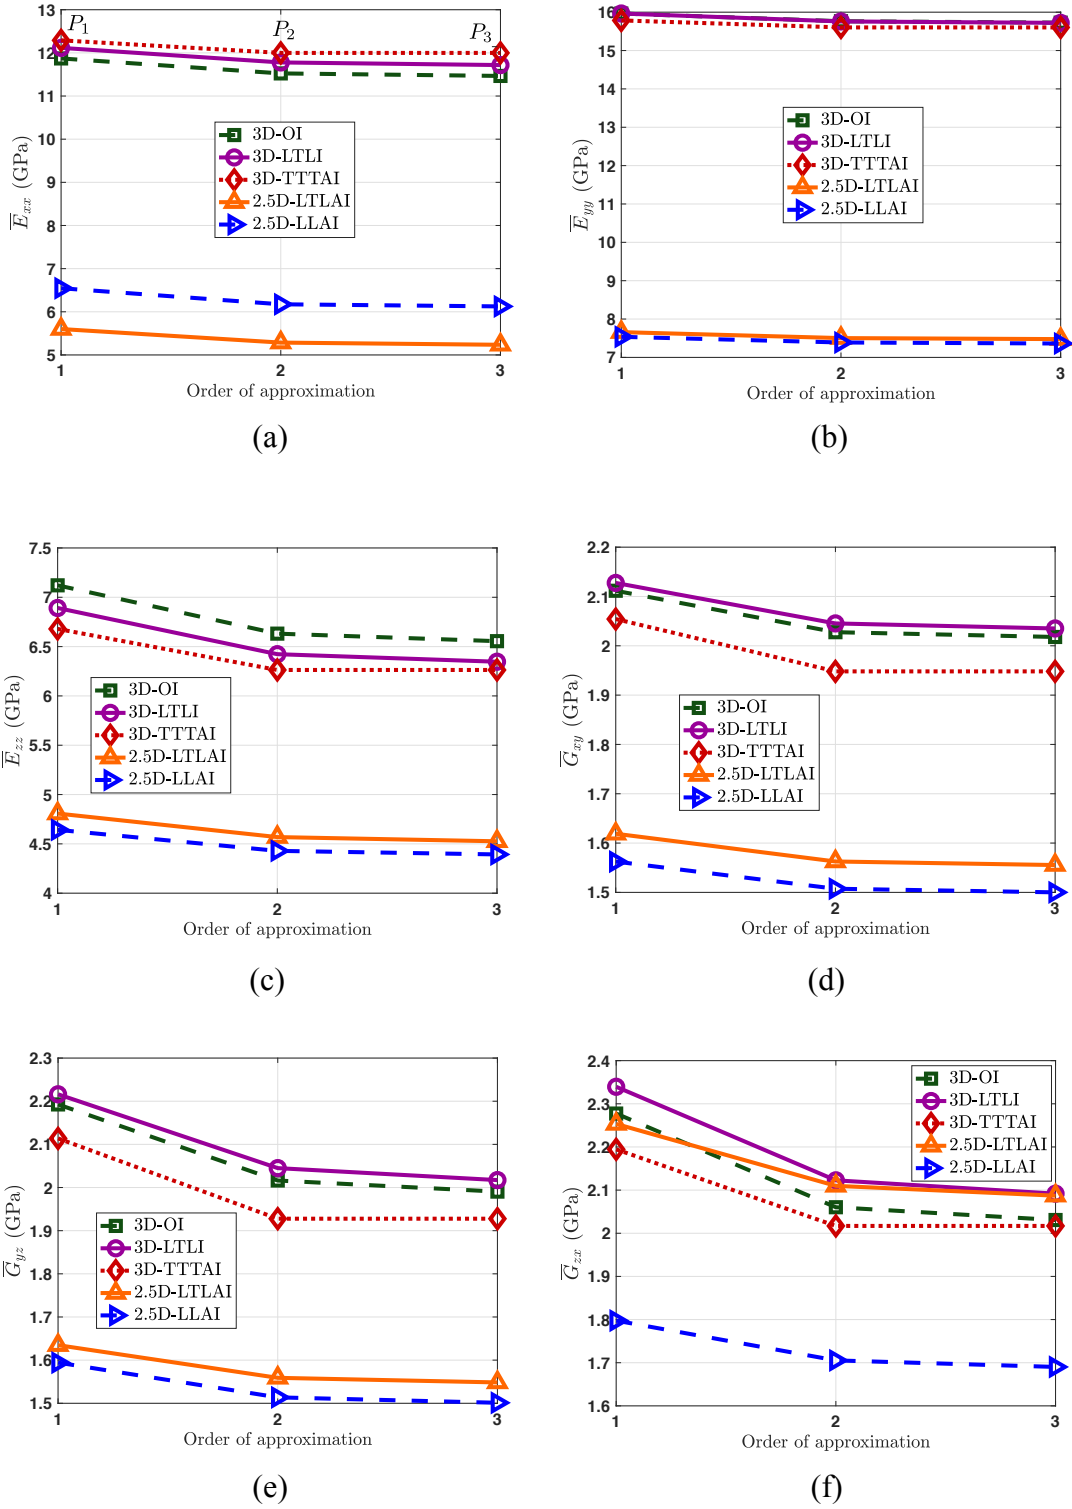 13
12
11
10
9
8
7
6
5
P1
P2
P3
3D-OI
3D-LTLI
3D-TTTAI
2.5D-LTLAI
2.5D-LLAI
E̅xx (GPa)
1 2 3
Order of approximation
(a)
16
15
14
13
12
11
10
9
8
7
3D-OI
3D-LTLI
3D-TTTAI
2.5D-LTLAI
2.5D-LLAI
E̅yy (GPa)
1 2 3
Order of approximation
(b)
7.5
7
6.5
6
5.5
5
4.5
4
3D-OI
3D-LTLI
3D-TTTAI
2.5D-LTLAI
2.5D-LLAI
E̅zz (GPa)
1 2 3
Order of approximation
(c)
2.2
2.1
2
1.9
1.8
1.7
1.6
1.5
3D-OI
3D-LTLI
3D-TTTAI
2.5D-LTLAI
2.5D-LLAI
G̅xy (GPa)
1 2 3
Order of approximation
(d)
2.3
2.2
2.1
2
1.9
1.8
1.7
1.6
1.5
3D-OI
3D-LTLI
3D-TTTAI
2.5D-LTLAI
2.5D-LLAI
G̅yz (GPa)
1 2 3
Order of approximation
(e)
2.4
2.3
2.2
2.1
2
1.9
1.8
1.7
1.6
3D-OI
3D-LTLI
3D-TTTAI
2.5D-LTLAI
2.5D-LLAI
G̅zx (GPa)
1 2 3
Order of approximation
(f)